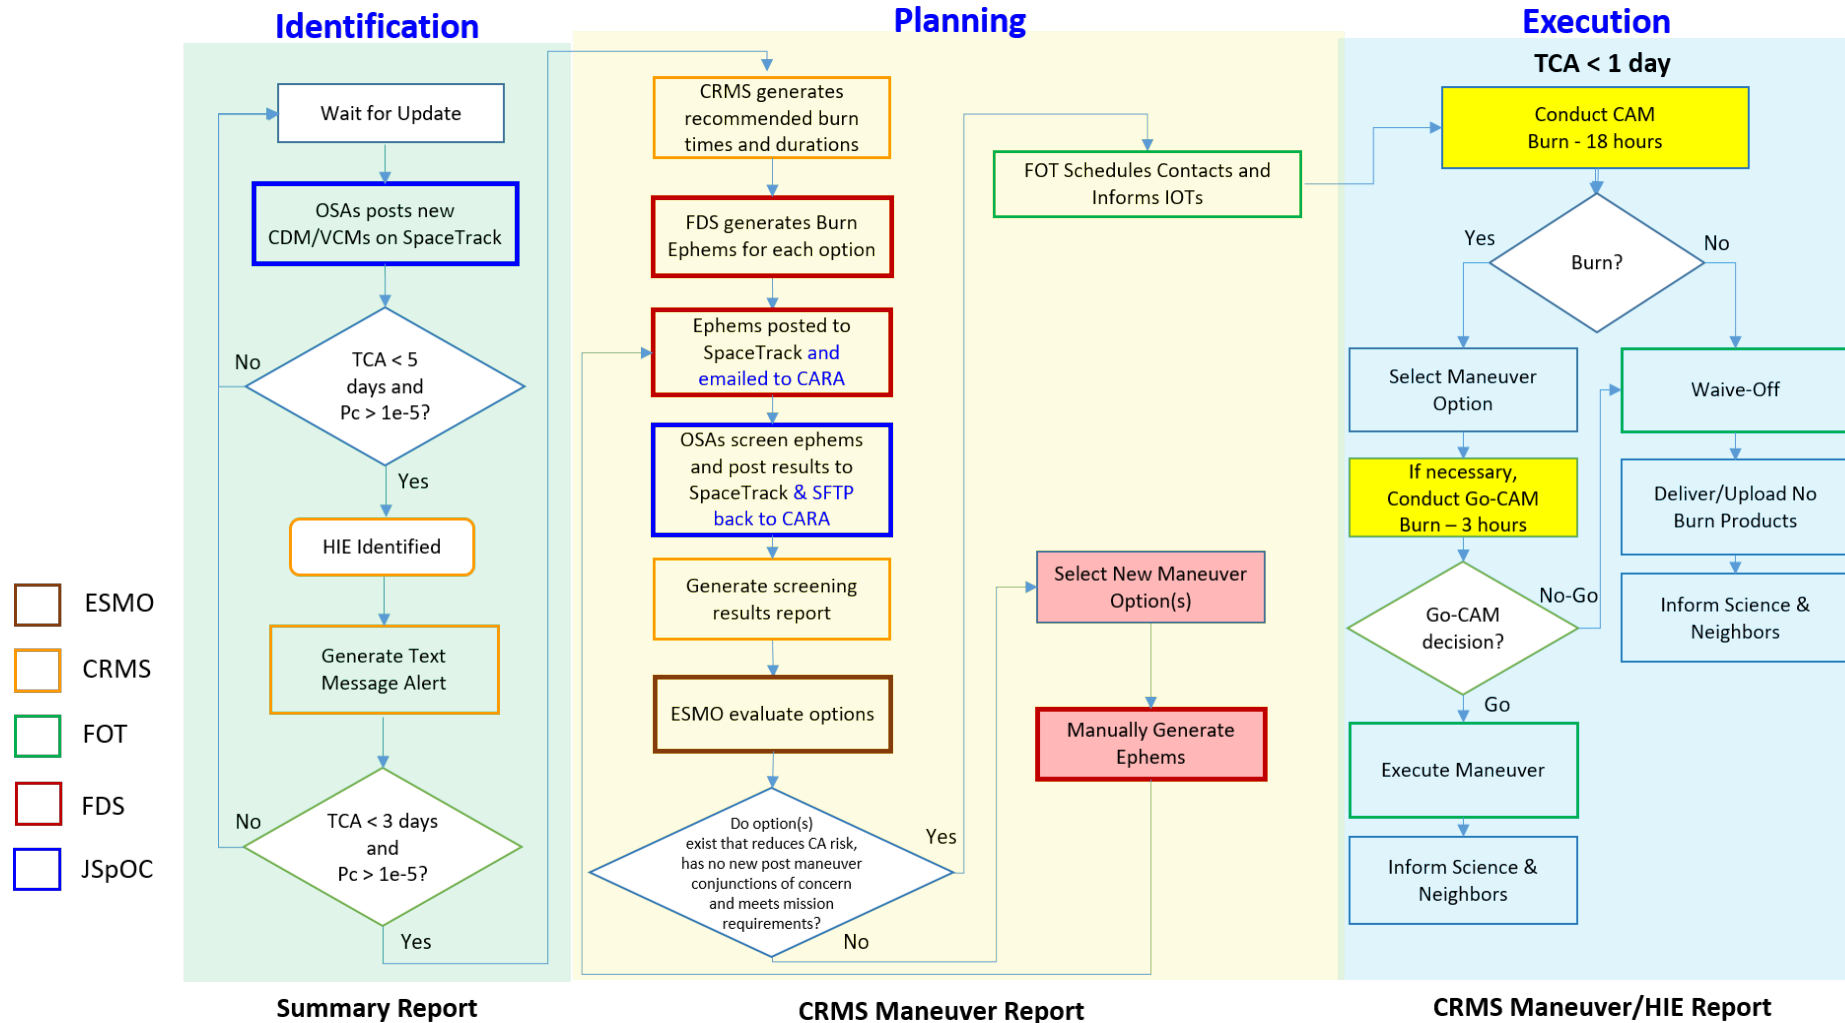 Identification
Planning
Execution
Wait for Update
OSAs posts new
CDM/VCMs on SpaceTrack
No
TCA < 5
days and
Pc > 1e-5?
Yes
HIE Identified
Generate Text
Message Alert
No
TCA < 3 days
and
Pc > 1e-5?
Yes
ESMO
CRMS
FOT
FDS
JSpOC
Summary Report
CRMS generates
recommended burn
times and durations
FDS generates Burn
Ephems for each option
Ephems posted to
SpaceTrack and
emailed to CARA
OSAs screen ephems
and post results to
SpaceTrack & SFTP
back to CARA
Generate screening
results report
ESMO evaluate options
Do option(s)
exist that reduces CA risk,
has no new post maneuver
conjunctions of concern
and meets mission
requirements?
Yes
No
FOT Schedules Contacts and
Informs IOTs
Select New Maneuver
Option(s)
Manually Generate
Ephems
CRMS Maneuver Report
TCA < 1 day
Conduct CAM
Burn - 18 hours
Yes
Burn?
No
Select Maneuver
Option
If necessary,
Conduct Go-CAM
Burn – 3 hours
Go-CAM
decision?
No-Go
Go
Execute Maneuver
Inform Science &
Neighbors
Waive-Off
Deliver/Upload No
Burn Products
Inform Science &
Neighbors
CRMS Maneuver/HIE Report